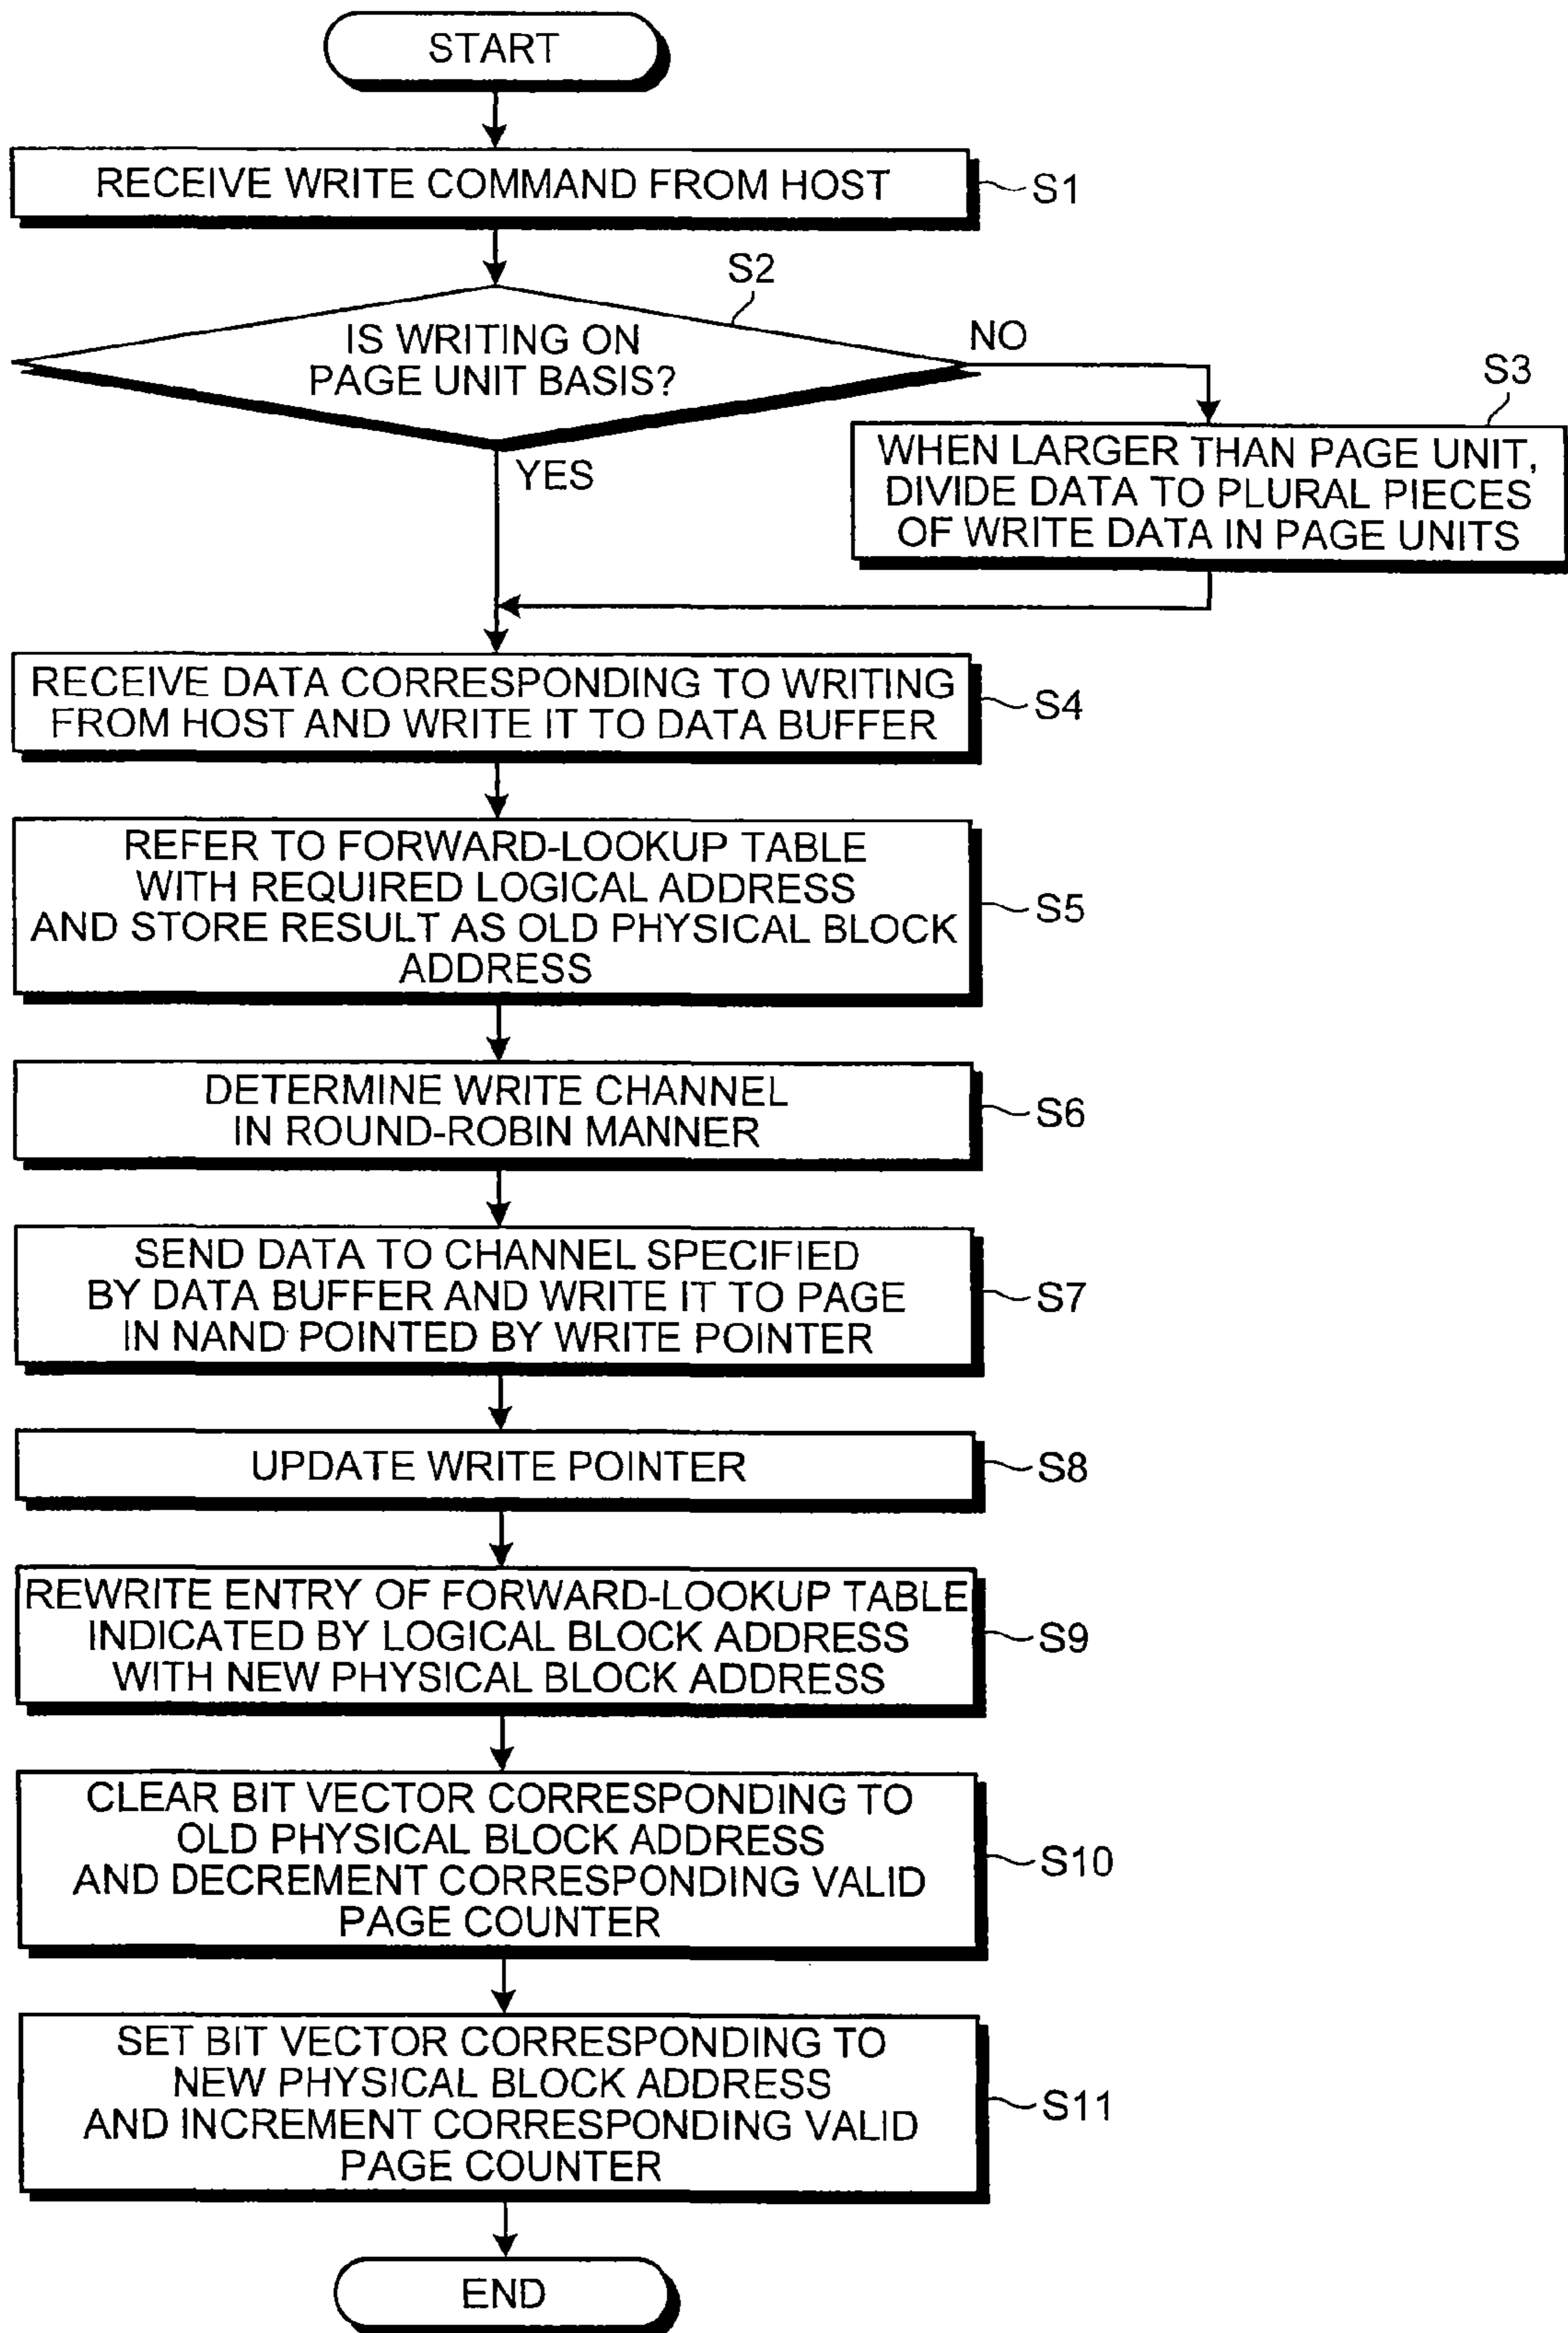 START
RECEIVE WRITE COMMAND FROM HOST
S1
S2
IS WRITING ON
PAGE UNIT BASIS?
NO
YES
S3
WHEN LARGER THAN PAGE UNIT,
DIVIDE DATA TO PLURAL PIECES
OF WRITE DATA IN PAGE UNITS
RECEIVE DATA CORRESPONDING TO WRITING
FROM HOST AND WRITE IT TO DATA BUFFER
S4
REFER TO FORWARD-LOOKUP TABLE
WITH REQUIRED LOGICAL ADDRESS
AND STORE RESULT AS OLD PHYSICAL BLOCK
ADDRESS
S5
DETERMINE WRITE CHANNEL
IN ROUND-ROBIN MANNER
S6
SEND DATA TO CHANNEL SPECIFIED
BY DATA BUFFER AND WRITE IT TO PAGE
IN NAND POINTED BY WRITE POINTER
S7
UPDATE WRITE POINTER
S8
REWRITE ENTRY OF FORWARD-LOOKUP TABLE
INDICATED BY LOGICAL BLOCK ADDRESS
WITH NEW PHYSICAL BLOCK ADDRESS
S9
CLEAR BIT VECTOR CORRESPONDING TO
OLD PHYSICAL BLOCK ADDRESS
AND DECREMENT CORRESPONDING VALID
PAGE COUNTER
S10
SET BIT VECTOR CORRESPONDING TO
NEW PHYSICAL BLOCK ADDRESS
AND INCREMENT CORRESPONDING VALID
PAGE COUNTER
S11
END